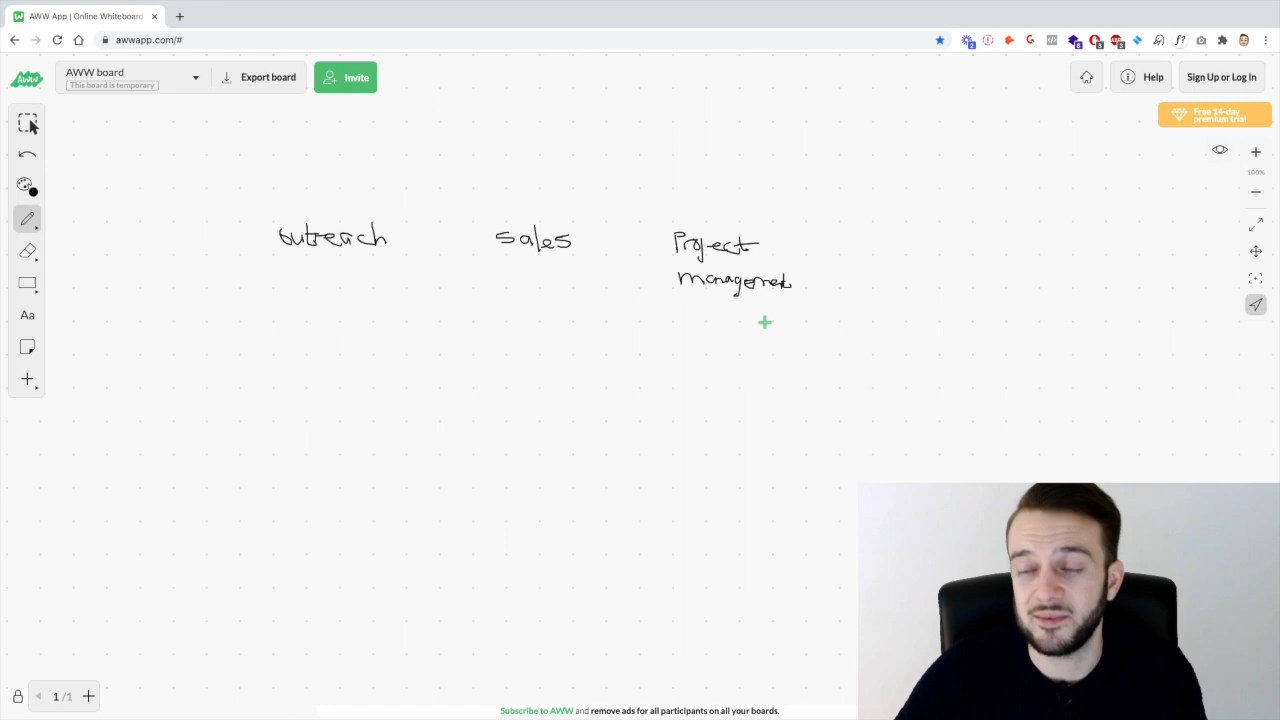 AWW App | Online Whiteboard
awwapp.com/#
AWW
AWW board
This board is temporary
Export board
Invite
Help
Sign Up or Log In
Free 14-day
premium trial
100%
outreach
sales
Project
management
Aa
1 / 1
Subscribe to AWW and remove ads for all participants on all your boards.